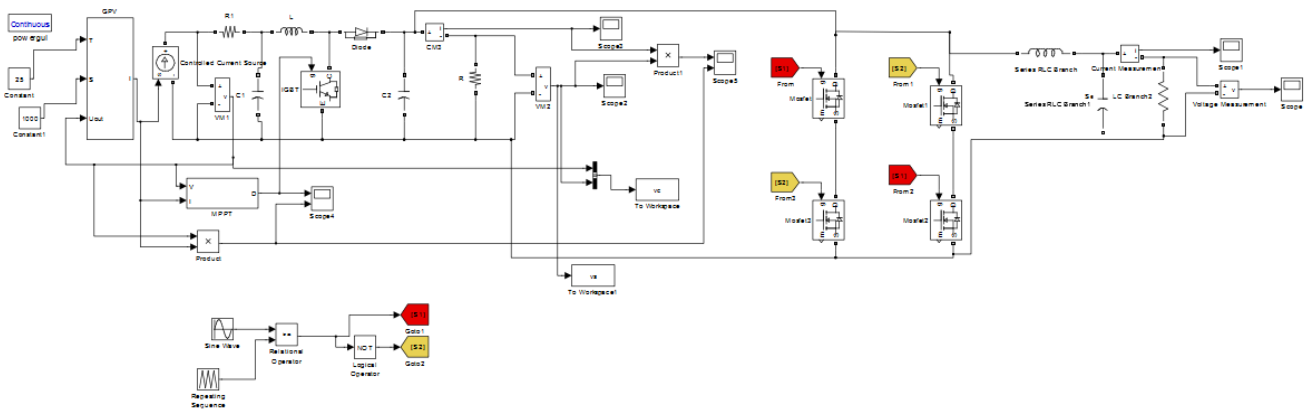 Continuous
powergui
GPV
T
S
Uout
I
25
Constant
1000
Constant1
Controlled Current Source
R1
L
Diode
C1
IGBT
VM1
C2
CM3
R
VM2
Scope3
Scope2
Product1
Scope5
V
I
D
MPPT
Scope4
Product
vs
To Workspace
vs
To Workspace1
[S1]
From
Mosfet
[S2]
From1
Mosfet1
[S2]
From3
Mosfet3
[S1]
From2
Mosfet2
Series RLC Branch
Current Measurement
Scope1
Se
Series RLC Branch1
LC Branch2
Voltage Measurement
Scope
Sine Wave
Repeating
Sequence
Relational
Operator
NOT
Logical
Operator
[S1]
Goto1
[S2]
Goto2